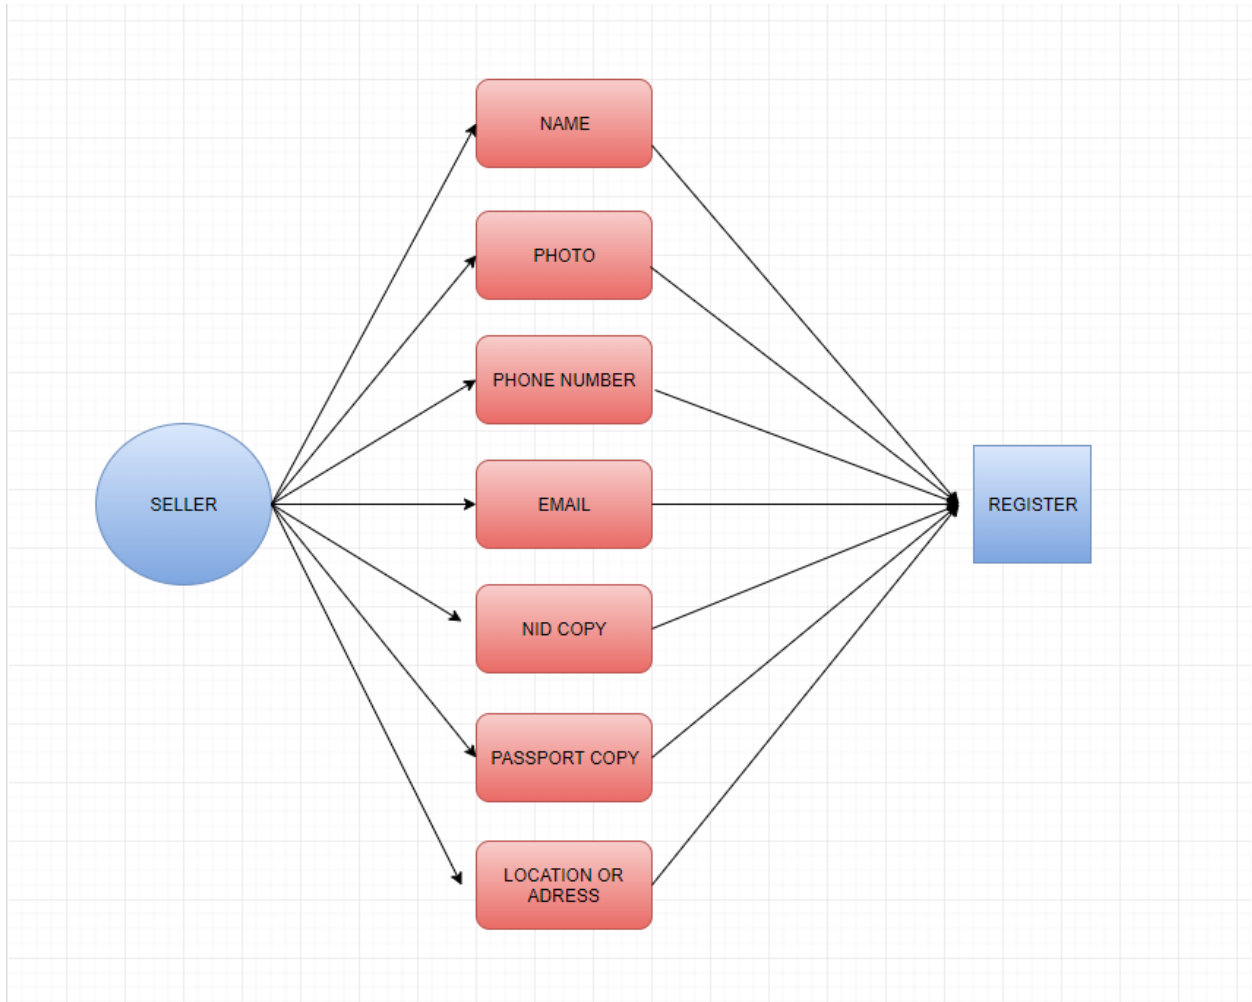 NAME
PHOTO
PHONE NUMBER
SELLER
EMAIL
REGISTER
NID COPY
PASSPORT COPY
LOCATION OR
ADRESS